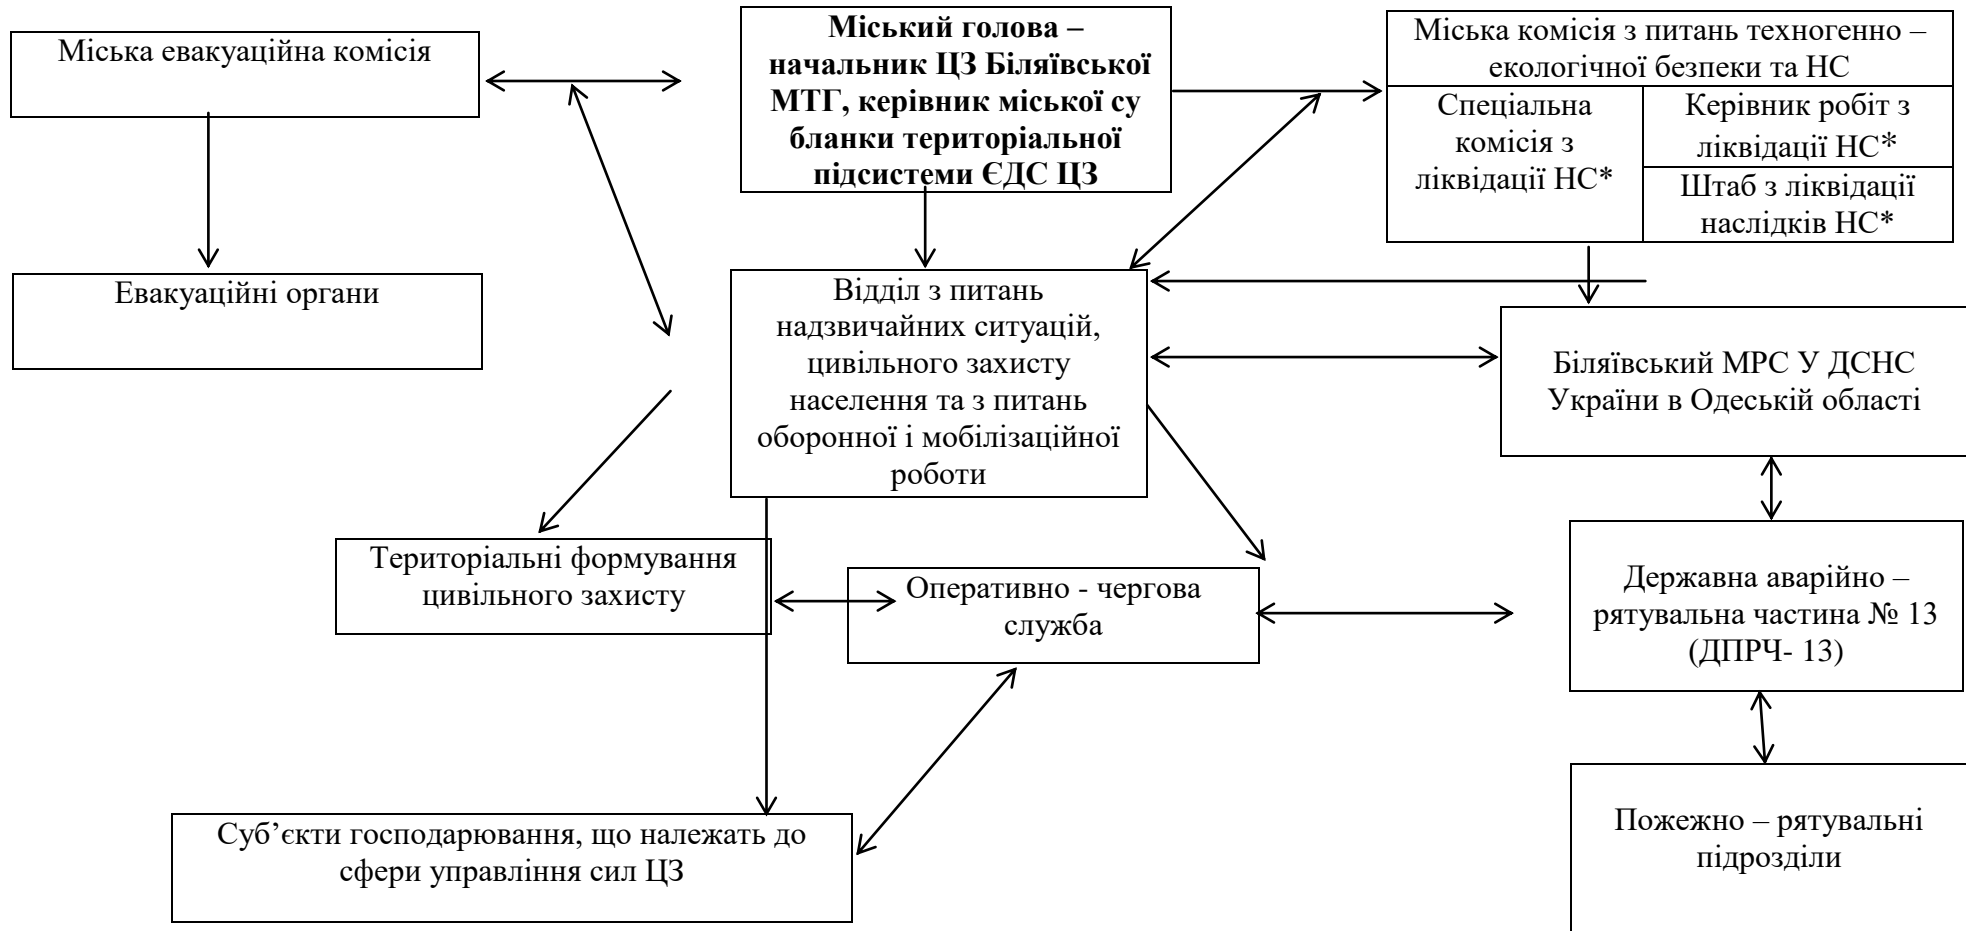 Міська евакуаційна комісія
Міський голова –
начальник ЦЗ Біляївської
МТГ, керівник міської су
бланки територіальної
підсистеми ЄДС ЦЗ
Міська комісія з питань техногенно –
екологічної безпеки та НС
Спеціальна
комісія з
ліквідації НС*
Керівник робіт з
ліквідації НС*
Штаб з ліквідації
наслідків НС*
Евакуаційні органи
Відділ з питань
надзвичайних ситуацій,
цивільного захисту
населення та з питань
оборонної і мобілізаційної
роботи
Біляївський МРС У ДСНС
України в Одеській області
Територіальні формування
цивільного захисту
Оперативно - чергова
служба
Державна аварійно –
рятувальна частина № 13
(ДПРЧ- 13)
Суб’єкти господарювання, що належать до
сфери управління сил ЦЗ
Пожежно – рятувальні
підрозділи